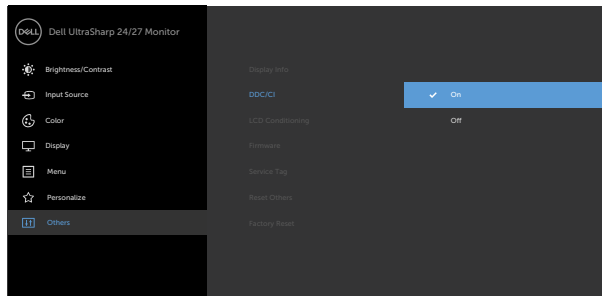 DELL Dell UltraSharp 24/27 Monitor
Brightness/Contrast
Input Source
Color
Display
Menu
Personalize
Others
Display Info
DDC/CI
LCD Conditioning
Firmware
Service Tag
Reset Others
Factory Reset
On
Off